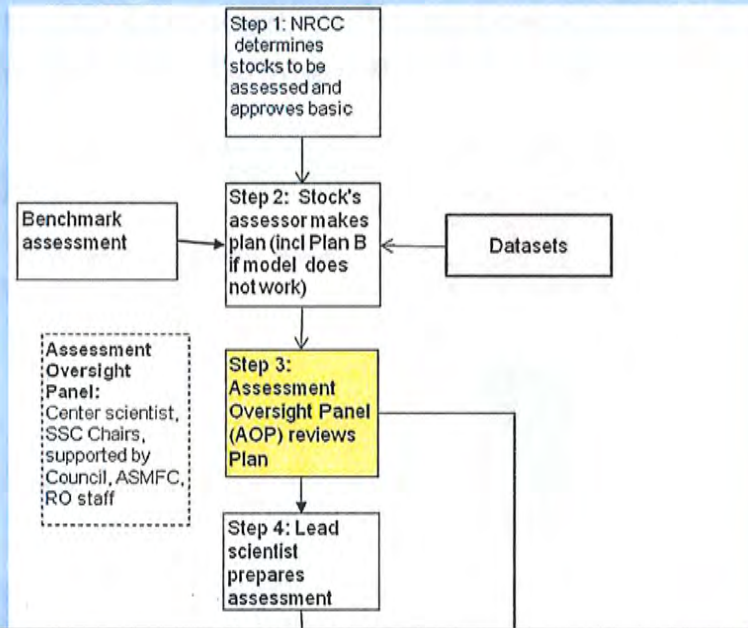 Step 1: NRCC
determines
stocks to be
assessed and
approves basic
Step 2: Stock's
assessor makes
plan (incl Plan B
if model does
not work)
Benchmark
assessment
Datasets
Step 3:
Assessment
Oversight Panel
(AOP) reviews
Plan
Assessment
Oversight
Panel:
Center scientist,
SSC Chairs,
supported by
Council, ASMFC,
RO staff
Step 4: Lead
scientist
prepares
assessment